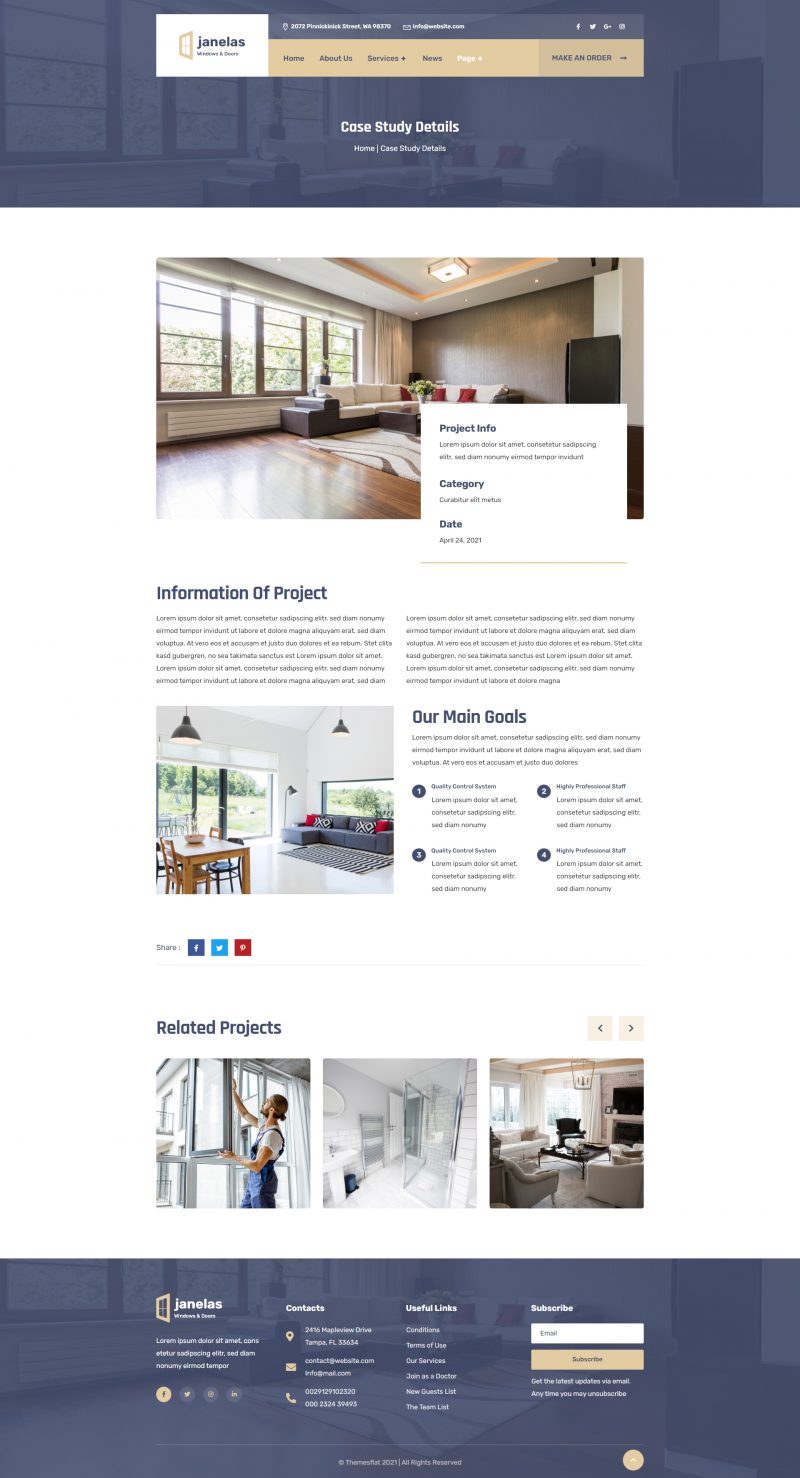 janelas
Windows & Doors
2072 Pinnickinick Street, WA 98370
info@website.com
Home
About Us
Services +
News
Page +
MAKE AN ORDER
Case Study Details
Home | Case Study Details
Project Info
Lorem ipsum dolor sit amet, consetetur sadipscing
elitr, sed diam nonumy eirmod tempor invidunt
Category
Curabitur elit metus
Date
April 24, 2021
Information Of Project
Lorem ipsum dolor sit amet, consetetur sadipiscing elitr, sed diam nonumy
eirmod tempor invidunt ut labore et dolore magna aliquyam erat, sed diam
voluptua. At vero eos et accusam et justo duo dolores et ea rebum. Stet clita
kasd gubergren, no sea takimata sanctus est Lorem ipsum dolor sit amet.
Lorem ipsum dolor sit amet, consetetur sadipscing elitr, sed diam nonumy
eirmod tempor invidunt ut labore et dolore magna aliquyam erat, sed diam
Lorem ipsum dolor sit amet, consetetur sadipiscing elitr, sed diam nonumy
eirmod tempor invidunt ut labore et dolore magna aliquyam erat, sed diam
voluptua. At vero eos et accusam et justo duo dolores et ea rebum. Stet clita
kasd gubergren, no sea takimata sanctus est Lorem ipsum dolor sit amet.
Lorem ipsum dolor sit amet, consetetur sadipscing elitr, sed diam nonumy
eirmod tempor invidunt ut labore et dolore magna
Our Main Goals
Lorem ipsum dolor sit amet, consetetur sadipscing elitr, sed diam nonumy
eirmod tempor invidunt ut labore et dolore magna aliquyam erat, sed diam
voluptua. At vero eos et accusam et justo duo dolores
1
Quality Control System
Lorem ipsum dolor sit amet,
consetetur sadipscing elitr,
sed diam nonumy
2
Highly Professional Staff
Lorem ipsum dolor sit amet,
consetetur sadipscing elitr,
sed diam nonumy
3
Quality Control System
Lorem ipsum dolor sit amet,
consetetur sadipscing elitr,
sed diam nonumy
4
Highly Professional Staff
Lorem ipsum dolor sit amet,
consetetur sadipscing elitr,
sed diam nonumy
Share :
Related Projects
janelas
Windows & Doors
Lorem ipsum dolor sit amet, cons
etetur sadipscing elitr, sed diam
nonumy eirmod tempor
Contacts
2416 Mapleview Drive
Tampa, FL 33634
contact@website.com
Info@mail.com
0029129102320
000 2324 39493
Useful Links
Conditions
Terms of Use
Our Services
Join as a Doctor
New Guests List
The Team List
Subscribe
Email
Subscribe
Get the latest updates via email.
Any time you may unsubscribe
© Themesflat 2021 | All Rights Reserved